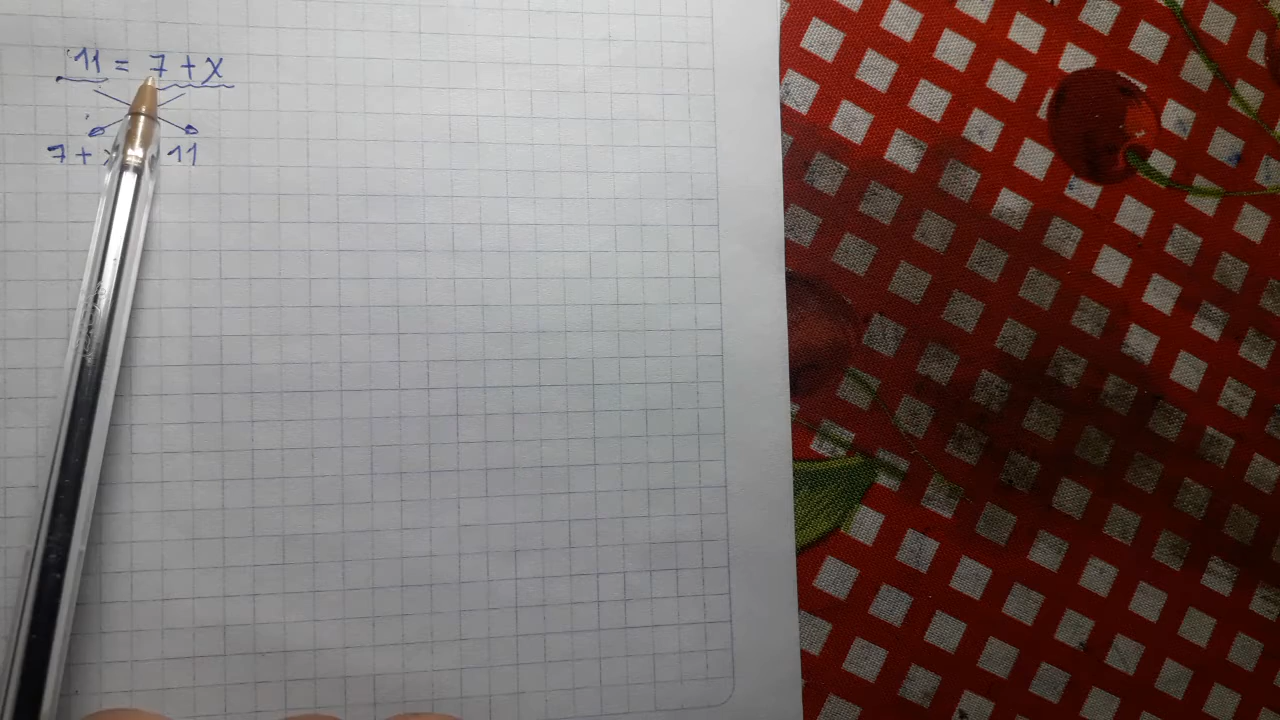 11 = 7 + x
7 + 11